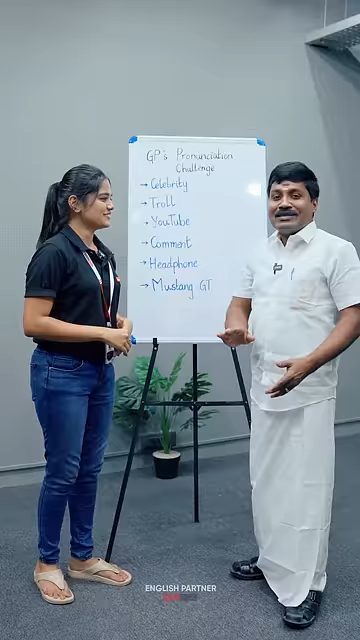 GP's Pronunciation
Challenge
→ Celebrity
→ Troll
→ YouTube
→ Comment
→ Headphone
→ Mustang GT
ENGLISH PARTNER